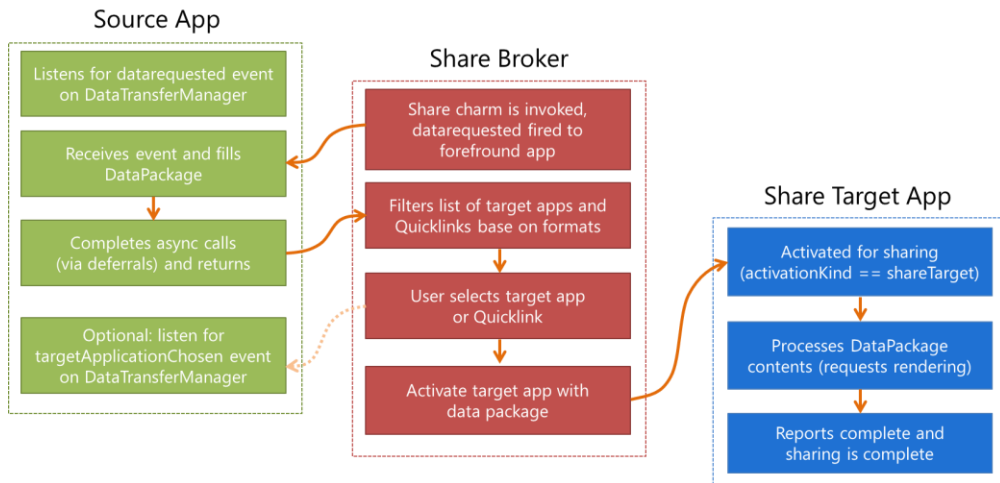 Source App
Listens for datarequested event
on DataTransferManager
Receives event and fills
DataPackage
Completes async calls
(via deferrals) and returns
Optional: listen for
targetApplicationChosen event
on DataTransferManager
Share Broker
Share charm is invoked,
datarequested fired to
forefround app
Filters list of target apps and
Quicklinks base on formats
User selects target app
or Quicklink
Activate target app with
data package
Share Target App
Activated for sharing
(activationKind == shareTarget)
Processes DataPackage
contents (requests rendering)
Reports complete and
sharing is complete